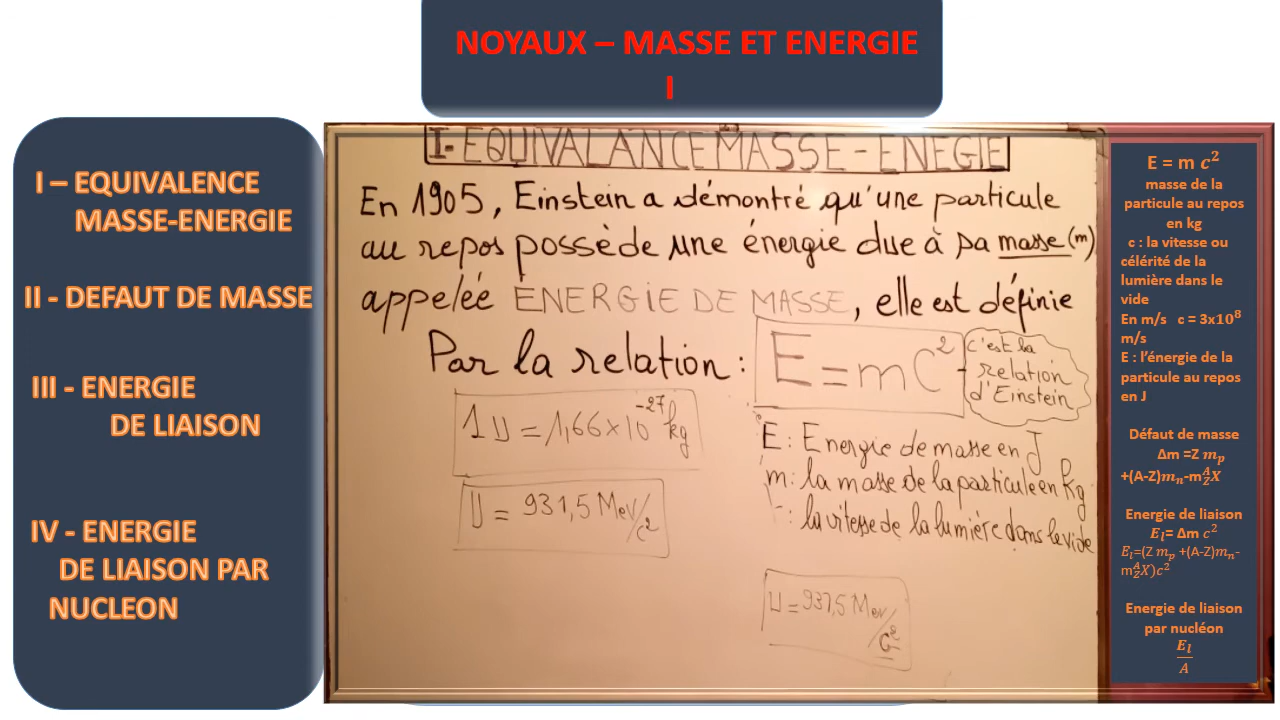 NOYAUX – MASSE ET ENERGIE
I
I – EQUIVALENCE
MASSE-ENERGIE
II - DEFAUT DE MASSE
III - ENERGIE
DE LIAISON
IV - ENERGIE
DE LIAISON PAR
NUCLEON
I- EQUIVALANCE MASSE - ENEGIE
En 1905, Einstein a démontré qu'une particule
au repos possède une énergie due à sa masse (m)
appelée ENERGIE DE MASSE, elle est définie
Par la relation : E = mC²
c'est la
relation
d'Einstein
1 U = 1,66 x 10⁻²⁷ kg
U = 931,5 MeV/c²
E : Energie de masse en J
m : la masse de la particule en Kg
: la vitesse de la lumière dans le vide
U = 931,5 MeV/C²
E = m c²
masse de la
particule au repos
en kg
c : la vitesse ou
célérité de la
lumière dans le
vide
En m/s c = 3x10⁸
m/s
E : l'énergie de la
particule au repos
en J
Défaut de masse
Δm =Z mₚ
+(A-Z)mₙ-m^A_Z X
Energie de liaison
Eₗ= Δm c²
Eₗ=(Z mₚ +(A-Z)mₙ-
m^A_Z X)c²
Energie de liaison
par nucléon
Eₗ
A